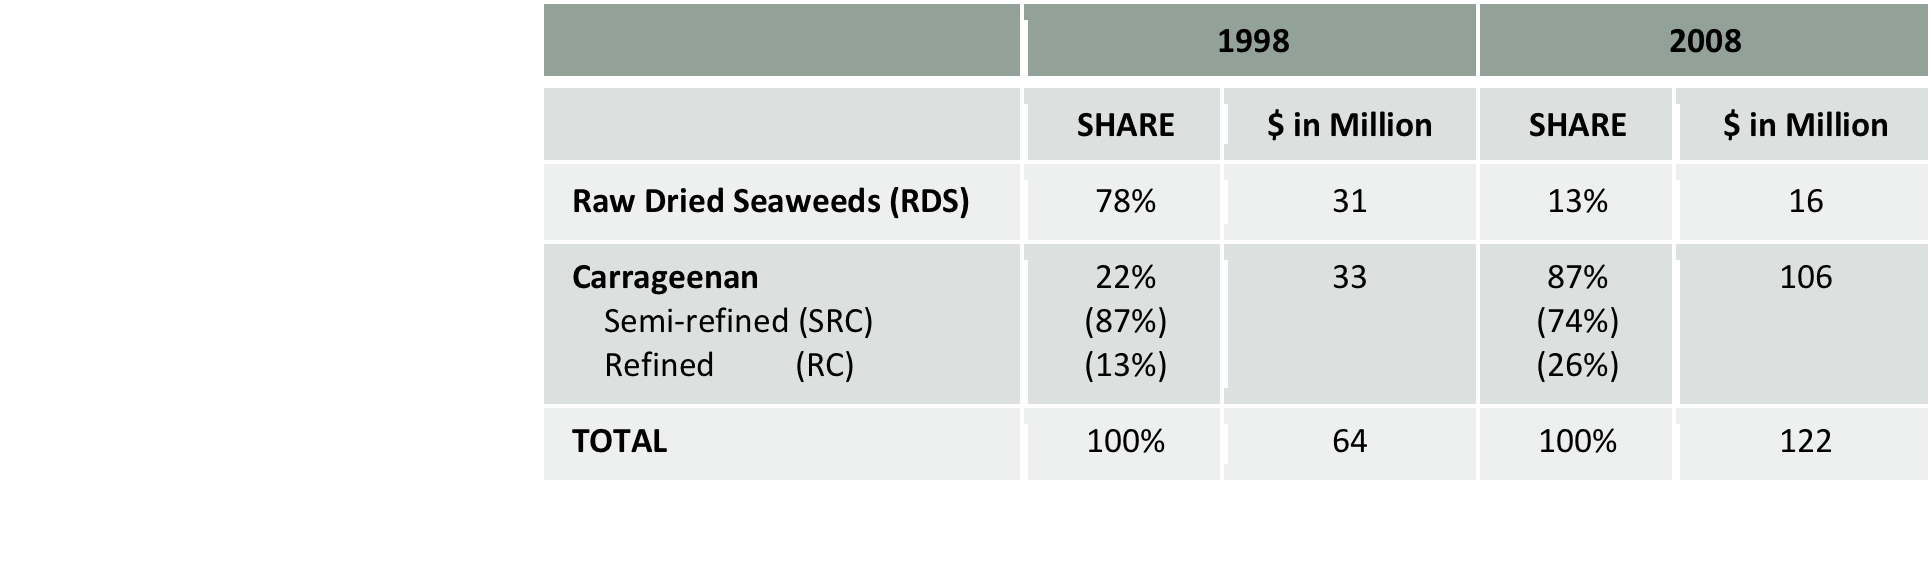 1998 2008
SHARE $ in Million SHARE $ in Million
Raw Dried Seaweeds (RDS) 78% 31 13% 16
Carrageenan 22% 33 87% 106
Semi-refined (SRC) (87%) (74%)
Refined (RC) (13%) (26%)
TOTAL 100% 64 100% 122